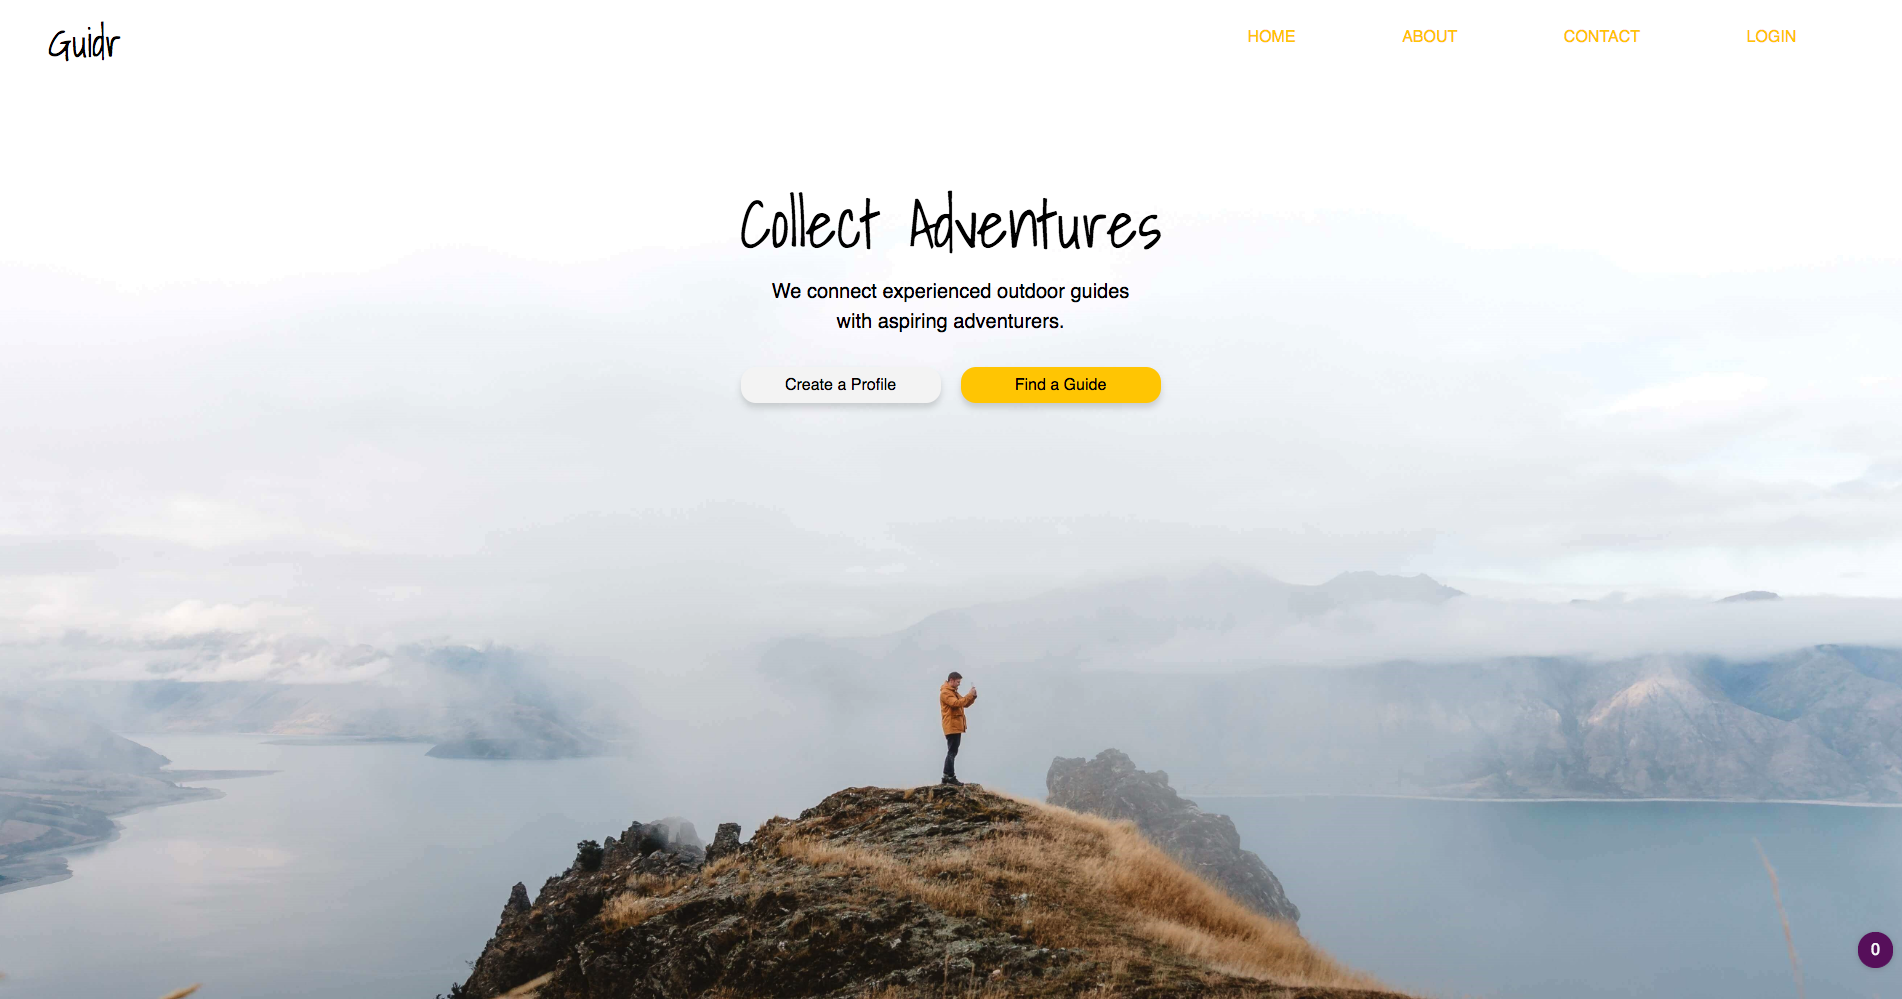 Guidr
HOME
ABOUT
CONTACT
LOGIN
Collect Adventures
We connect experienced outdoor guides
with aspiring adventurers.
Create a Profile
Find a Guide
0